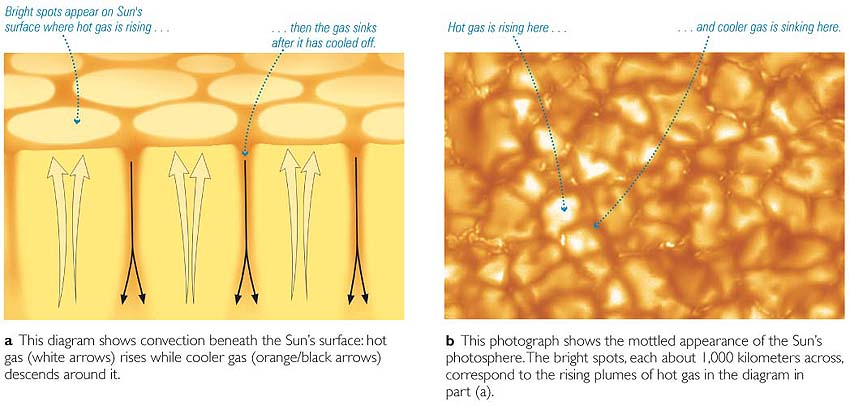 Bright spots appear on Sun's
surface where hot gas is rising . . .
. . . then the gas sinks
after it has cooled off.
a This diagram shows convection beneath the Sun's surface: hot
gas (white arrows) rises while cooler gas (orange/black arrows)
descends around it.
Hot gas is rising here . . .
. . . and cooler gas is sinking here.
b This photograph shows the mottled appearance of the Sun's
photosphere. The bright spots, each about 1,000 kilometers across,
correspond to the rising plumes of hot gas in the diagram in
part (a).